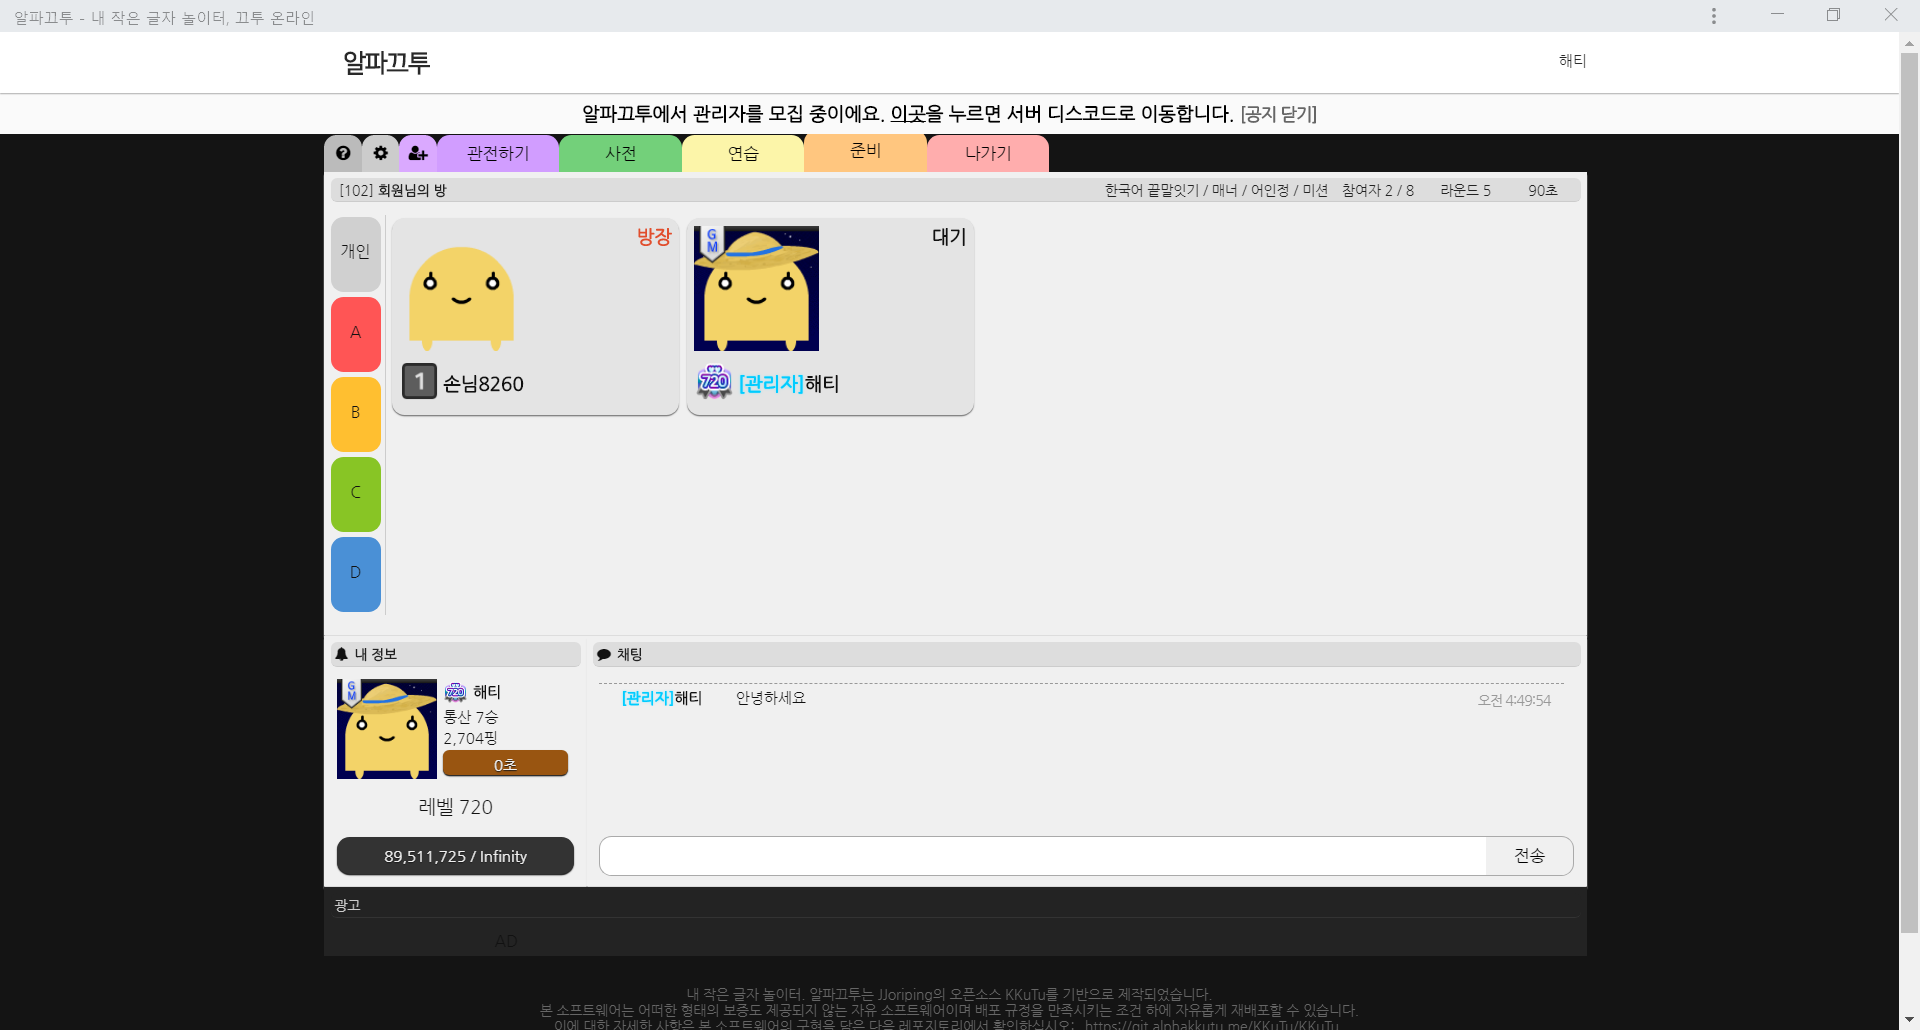 알파끄투 - 내 작은 글자 놀이터, 끄투 온라인
알파끄투
해티
알파끄투에서 관리자를 모집 중이에요. 이곳을 누르면 서버 디스코드로 이동합니다. [공지 닫기]
관전하기 사전 연습 준비 나가기
[102] 회원님의 방 한국어 끝말잇기 / 매너 / 어인정 / 미션 참여자 2 / 8 라운드 5 90초
개인
A
B
C
D
방장
1 손님8260
GM
대기
720 [관리자]해티
내 정보
GM
720 해티
통산 7승
2,704핑
0초
레벨 720
89,511,725 / Infinity
채팅
[관리자]해티 안녕하세요 오전 4:49:54
전송
광고
AD
내 작은 글자 놀이터. 알파끄투는 JJoriping의 오픈소스 KKuTu를 기반으로 제작되었습니다.
본 소프트웨어는 어떠한 형태의 보증도 제공되지 않는 자유 소프트웨어이며 배포 규정을 만족시키는 조건 하에 자유롭게 재배포할 수 있습니다.
이에 대한 자세한 사항은 본 소프트웨어의 구현을 담은 다음 레포지토리에서 확인하십시오: https://git.alphakkutu.me/KKuTu/KKuTu